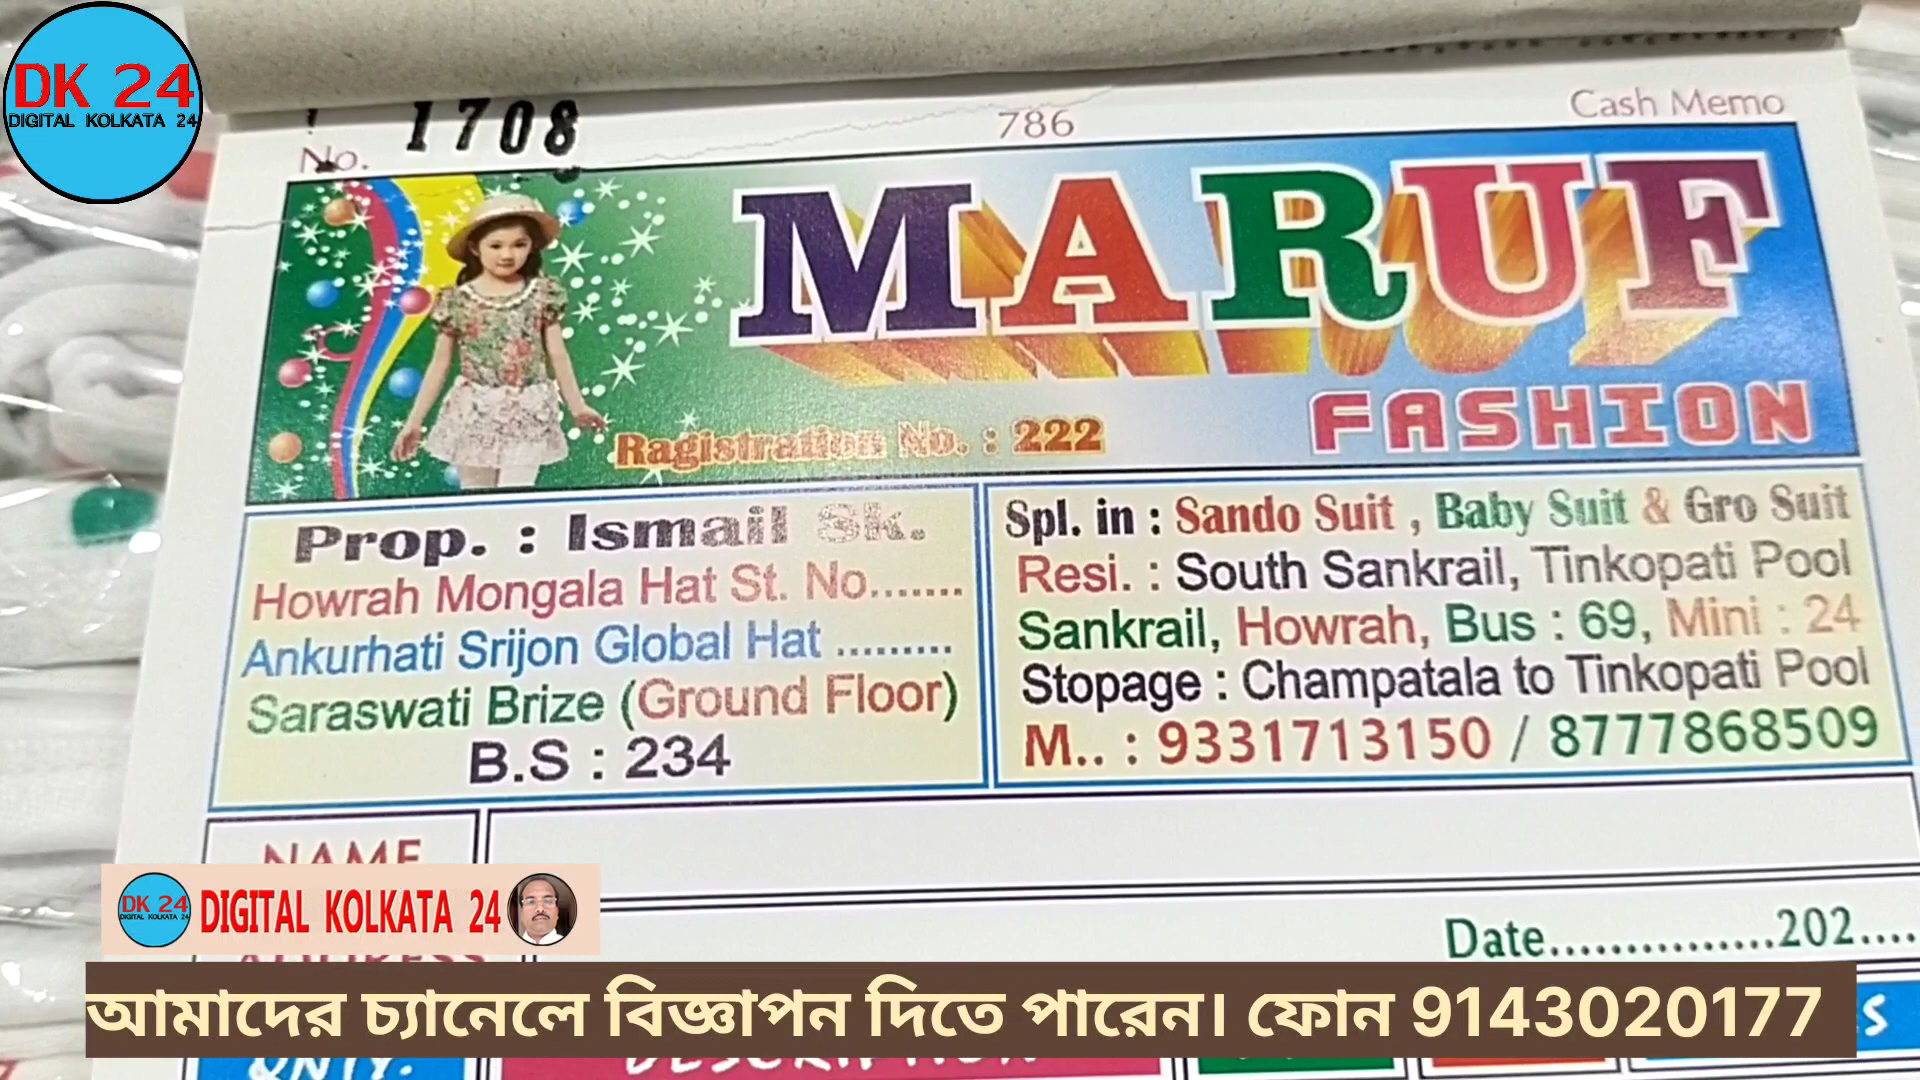 DK 24
DIGITAL KOLKATA 24
No. 1708
786
Cash Memo
MARUF
FASHION
Ragistration No. : 222
Prop. : Ismail Sk.
Howrah Mongala Hat St. No.......
Ankurhati Srijon Global Hat .........
Saraswati Brize (Ground Floor)
B.S : 234
Spl. in : Sando Suit , Baby Suit & Gro Suit
Resi. : South Sankrail, Tinkopati Pool
Sankrail, Howrah, Bus : 69, Mini : 24
Stopage : Champatala to Tinkopati Pool
M.. : 9331713150 / 8777868509
NAME
DK 24
DIGITAL KOLKATA 24
DIGITAL KOLKATA 24
ADDRESS
Date...............202....
আমাদের চ্যানেলে বিজ্ঞাপন দিতে পারেন। ফোন 9143020177
QNTY.
DESCRIPTION